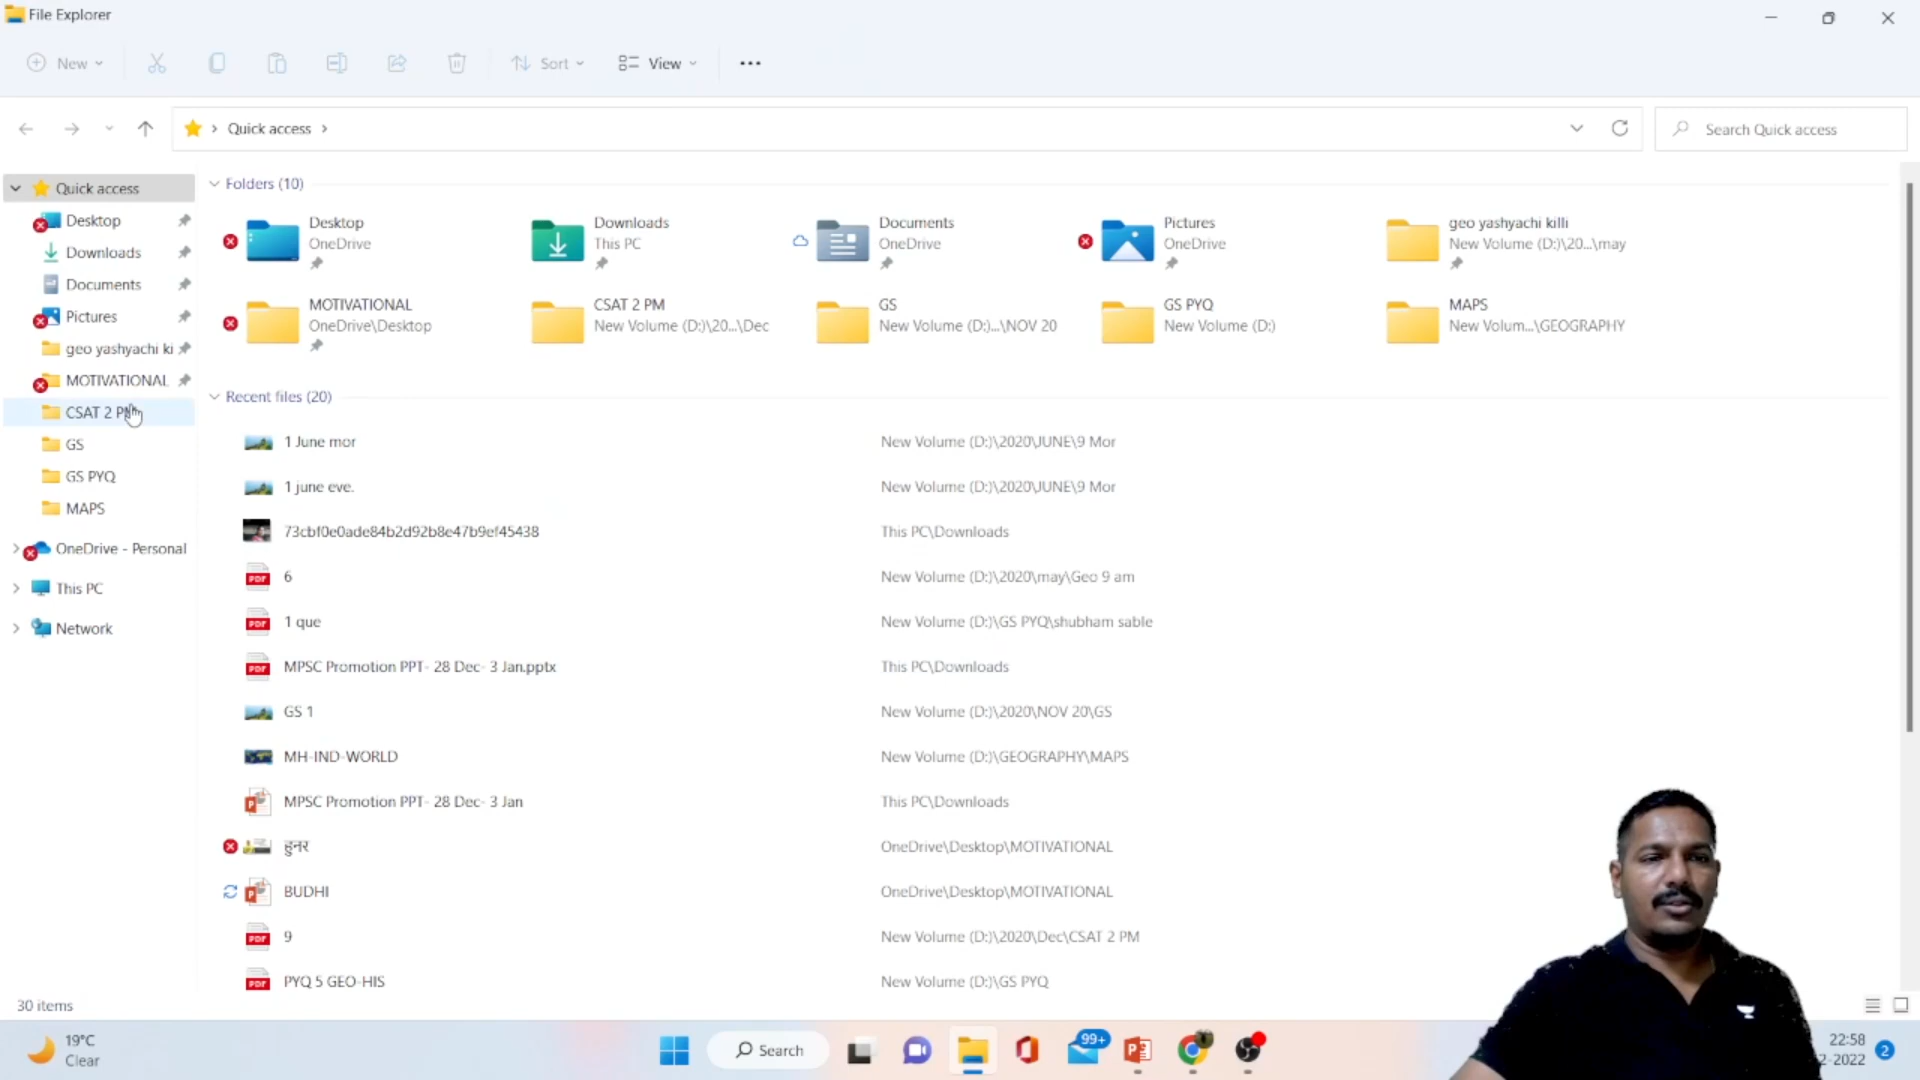 File Explorer
New
Sort
View
Quick access
Search Quick access
Quick access
Desktop
Downloads
Documents
Pictures
geo yashyachi ki
MOTIVATIONAL
CSAT 2 PM
GS
GS PYQ
MAPS
OneDrive - Personal
This PC
Network
Folders (10)
Desktop
OneDrive
Downloads
This PC
Documents
OneDrive
Pictures
OneDrive
geo yashyachi killi
New Volume (D:)\20...\may
MOTIVATIONAL
OneDrive\Desktop
CSAT 2 PM
New Volume (D:)\20...\Dec
GS
New Volume (D:)...\NOV 20
GS PYQ
New Volume (D:)
MAPS
New Volum...\GEOGRAPHY
Recent files (20)
1 June mor New Volume (D:)\2020\JUNE\9 Mor
1 june eve. New Volume (D:)\2020\JUNE\9 Mor
73cbf0e0ade84b2d92b8e47b9ef45438 This PC\Downloads
PDF 6 New Volume (D:)\2020\may\Geo 9 am
PDF 1 que New Volume (D:)\GS PYQ\shubham sable
PDF MPSC Promotion PPT- 28 Dec- 3 Jan.pptx This PC\Downloads
GS 1 New Volume (D:)\2020\NOV 20\GS
MH-IND-WORLD New Volume (D:)\GEOGRAPHY\MAPS
MPSC Promotion PPT- 28 Dec- 3 Jan This PC\Downloads
हुनर OneDrive\Desktop\MOTIVATIONAL
BUDHI OneDrive\Desktop\MOTIVATIONAL
PDF 9 New Volume (D:)\2020\Dec\CSAT 2 PM
PDF PYQ 5 GEO-HIS New Volume (D:)\GS PYQ
30 items
19°C
Clear
Search
99+
22:58
2-2022
2